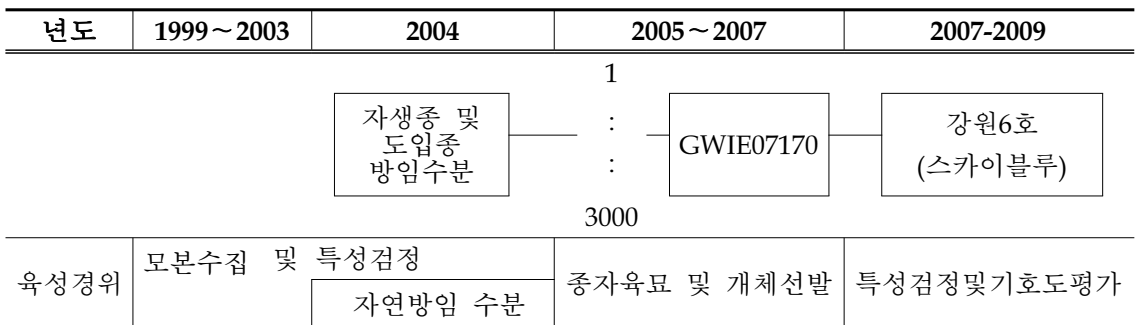 년도 1999～2003 2004 2005～2007 2007-2009
1
자생종 및
도입종
방임수분
:
:
GWIE07170
강원6호
(스카이블루)
3000
육성경위
모본수집 및 특성검정
자연방임 수분
종자육묘 및 개체선발
특성검정및기호도평가